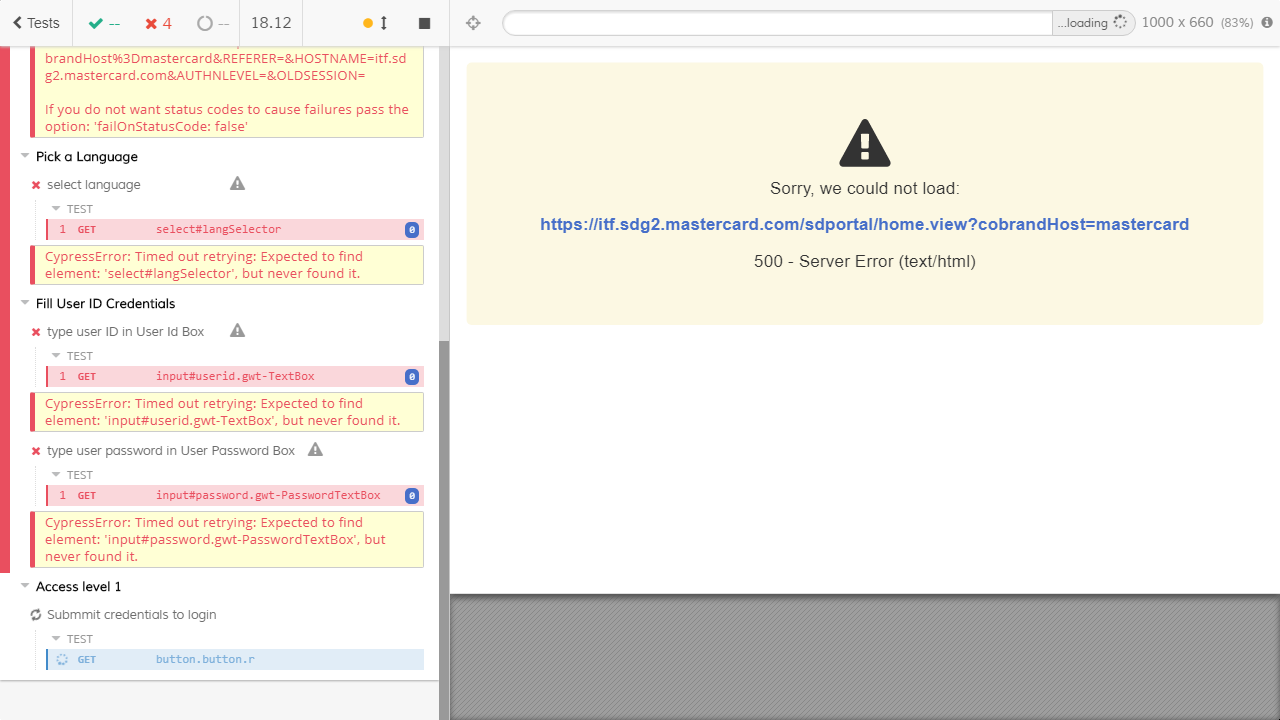 Tests
--
4
--
18.12
...loading
1000 x 660 (83%)
brandHost%3Dmastercard&REFERER=&HOSTNAME=itf.sd
g2.mastercard.com&AUTHNLEVEL=&OLDSESSION=
If you do not want status codes to cause failures pass the
option: 'failOnStatusCode: false'
Pick a Language
select language
TEST
1 GET select#langSelector 0
CypressError: Timed out retrying: Expected to find
element: 'select#langSelector', but never found it.
Fill User ID Credentials
type user ID in User Id Box
TEST
1 GET input#userid.gwt-TextBox 0
CypressError: Timed out retrying: Expected to find
element: 'input#userid.gwt-TextBox', but never found it.
type user password in User Password Box
TEST
1 GET input#password.gwt-PasswordTextBox 0
CypressError: Timed out retrying: Expected to find
element: 'input#password.gwt-PasswordTextBox', but
never found it.
Access level 1
Submmit credentials to login
TEST
GET button.button.r
Sorry, we could not load:
https://itf.sdg2.mastercard.com/sdportal/home.view?cobrandHost=mastercard
500 - Server Error (text/html)